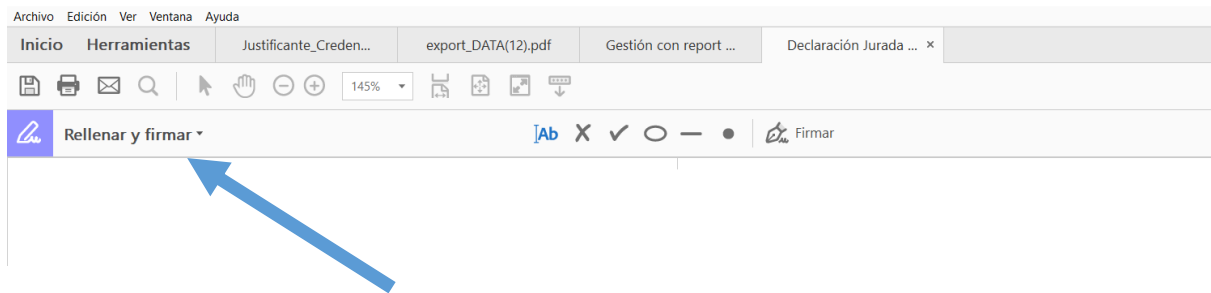 Archivo Edición Ver Ventana Ayuda
Inicio Herramientas Justificante_Creden... export_DATA(12).pdf Gestión con report ... Declaración Jurada ... ×
145%
Rellenar y firmar Ab Firmar